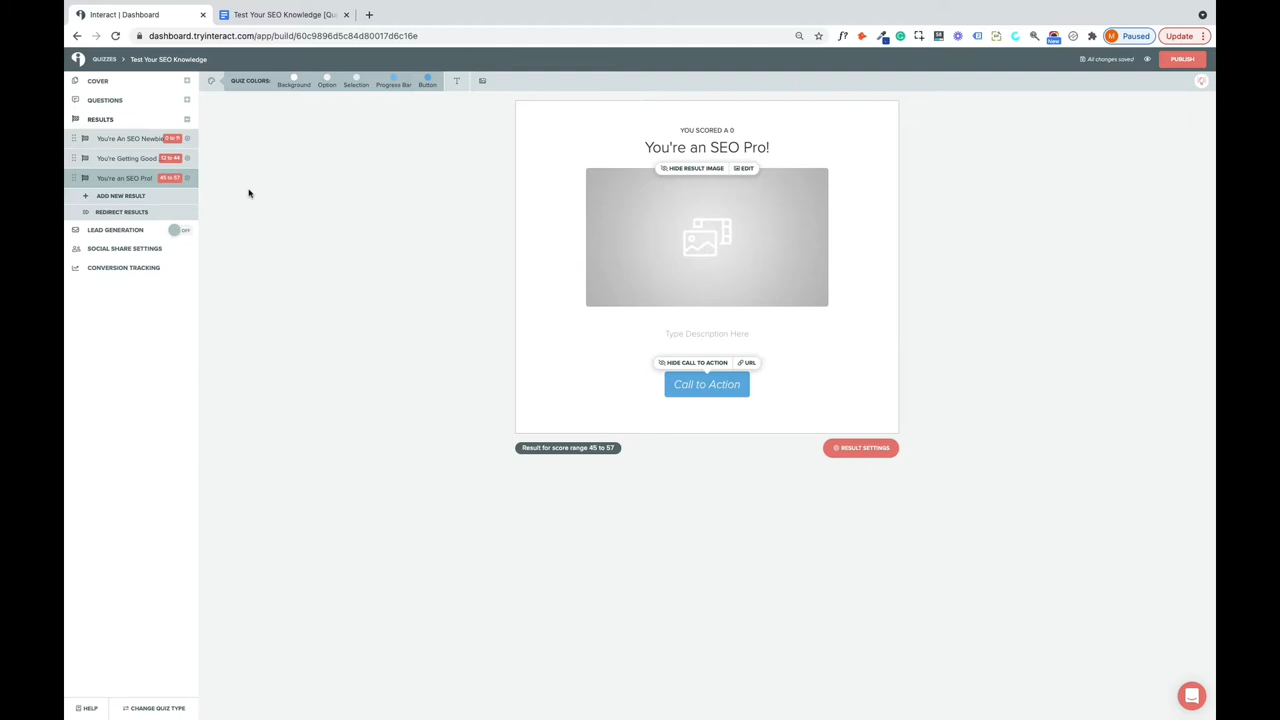 Interact | Dashboard
Test Your SEO Knowledge [Qu
dashboard.tryinteract.com/app/build/60c9896d5c84d80017d6c16e
Paused
Update
QUIZZES > Test Your SEO Knowledge
All changes saved
PUBLISH
COVER
QUESTIONS
RESULTS
You're An SEO Newbie
0 to 11
You're Getting Good
12 to 44
You're an SEO Pro!
45 to 57
ADD NEW RESULT
REDIRECT RESULTS
LEAD GENERATION
OFF
SOCIAL SHARE SETTINGS
CONVERSION TRACKING
QUIZ COLORS:
Background
Option
Selection
Progress Bar
Button
YOU SCORED A 0
You're an SEO Pro!
HIDE RESULT IMAGE
EDIT
Type Description Here
HIDE CALL TO ACTION
URL
Call to Action
Result for score range 45 to 57
RESULT SETTINGS
HELP
CHANGE QUIZ TYPE